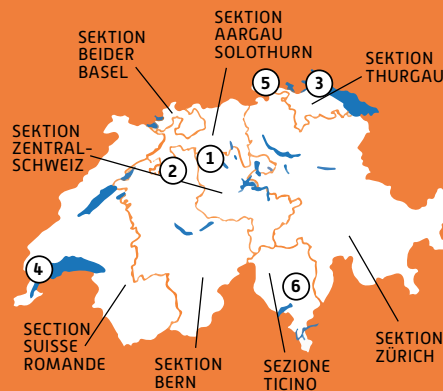 SEKTION
AARGAU
SOLOTHURN
SEKTION
BEIDER
BASEL
SEKTION
THURGAU
5
3
SEKTION
ZENTRAL-
SCHWEIZ
1
2
4
6
SECTION
SUISSE
ROMANDE
SEKTION
BERN
SEZIONE
TICINO
SEKTION
ZÜRICH